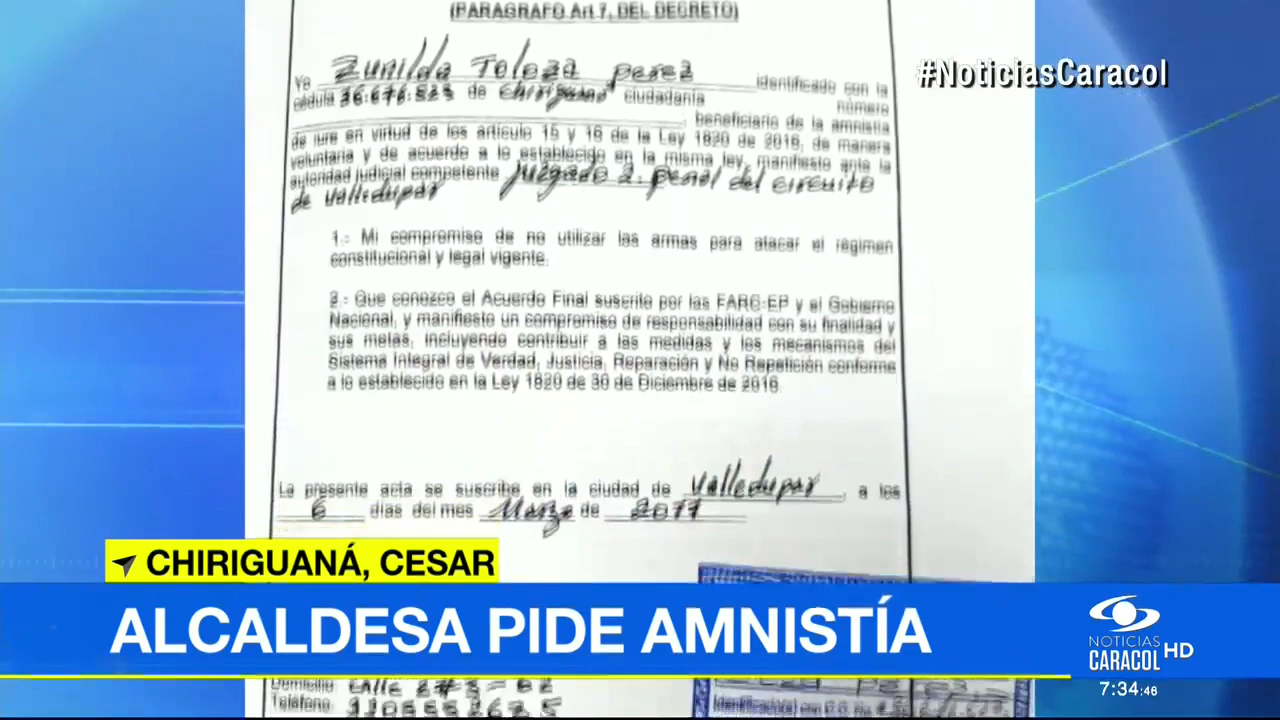 (PARAGRAFO Art.7, DEL DECRETO)
#NoticiasCaracol
Yo Zunilda Toloza perez identificado con la
cédula 36.676.523 de Chiriguana ciudadanía número
, beneficiario de la amnistia
de iure en virtud de los artículo 15 y 16 de la Ley 1820 de 2016, de manera
voluntaria y de acuerdo a lo establecido en la misma ley, manifiesto ante la
autoridad judicial competente juzgado 2. penal del circuito
de valledupar
1.- Mi compromiso de no utilizar las armas para atacar el régimen
constitucional y legal vigente.
2.- Que conozco el Acuerdo Final suscrito por las FARC-EP y el Gobierno
Nacional, y manifiesto un compromiso de responsabilidad con su finalidad y
sus metas, incluyendo contribuir a las medidas y los mecanismos del
Sistema Integral de Verdad, Justicia, Reparación y No Repetición conforme
a lo establecido en la Ley 1820 de 30 de Diciembre de 2016.
La presente acta se suscribe en la ciudad de valledupar, a los
6 días del mes Marzo de 2017
CHIRIGUANÁ, CESAR
ALCALDESA PIDE AMNISTÍA
NOTICIAS
CARACOL HD
7:34:46
Domicilio
Teléfono